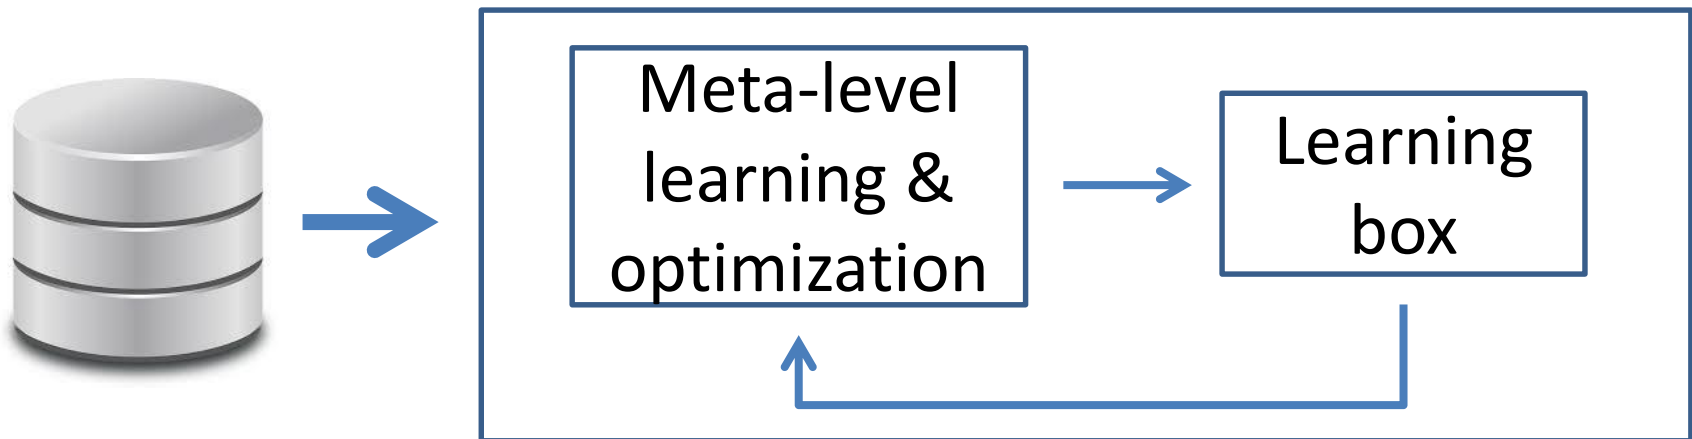 Meta-level
learning &
optimization
Learning
box